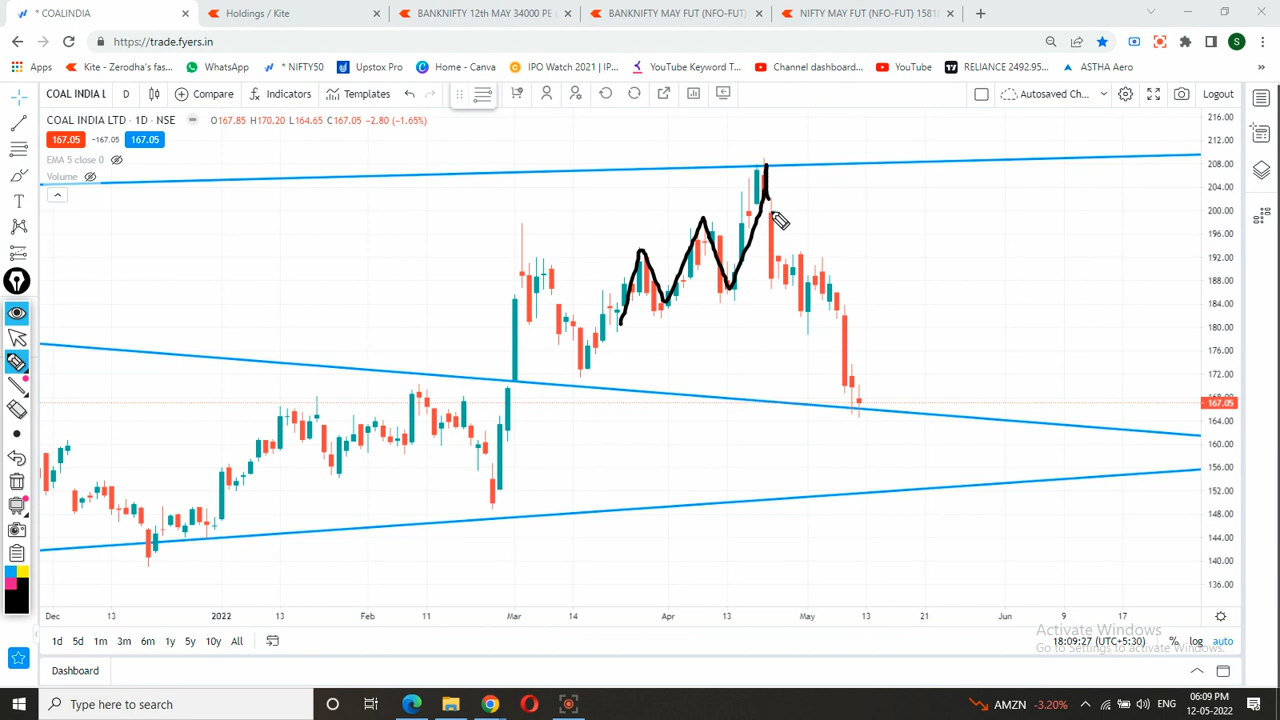 * COALINDIA
Holdings / Kite
BANKNIFTY 12th MAY 34000 PE
BANKNIFTY MAY FUT (NFO-FUT)
NIFTY MAY FUT (NFO-FUT) 1581
https://trade.fyers.in
S
Apps
Kite - Zerodha's fas...
WhatsApp
* NIFTY50
Upstox Pro
Home - Canva
IPO Watch 2021 | IP...
YouTube Keyword T...
Channel dashboard...
YouTube
RELIANCE 2492.95...
ASTHA Aero
»
COAL INDIA L
D
Compare
Indicators
Templates
Autosaved Ch...
Logout
COAL INDIA LTD · 1D · NSE
O167.85 H170.20 L164.65 C167.05 −2.80 (−1.65%)
167.05
−167.05
167.05
EMA 5 close 0
Volume
216.00
212.00
208.00
204.00
200.00
196.00
192.00
188.00
184.00
180.00
176.00
172.00
167.05
164.00
160.00
156.00
152.00
148.00
144.00
140.00
136.00
Dec 13 2022 13 Feb 11 Mar 14 Apr 13 May 13 21 Jun 9 17
Activate Windows
Go to Settings to activate Windows.
1d 5d 1m 3m 6m 1y 5y 10y All
18:09:27 (UTC+5:30)
% log auto
Dashboard
Type here to search
AMZN -3.20%
ENG
06:09 PM
12-05-2022